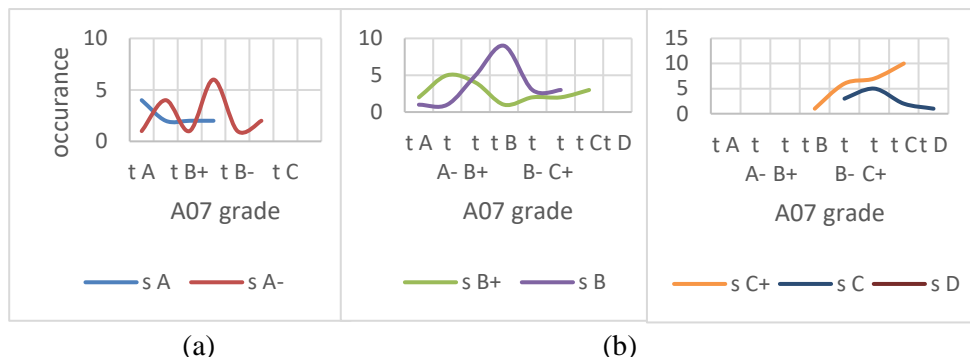 10
5
0
occurance
t A t B+ t B- t C
A07 grade
s A s A-
10
5
0
t A t t t B t t t C t D
A- B+ B- C+
A07 grade
s B+ s B
15
10
5
0
t A t t t B t t t C t D
A- B+ B- C+
A07 grade
s C+ s C s D
(a) (b)